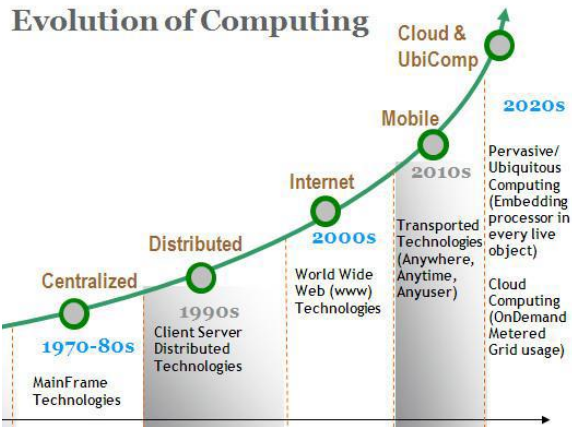 Evolution of Computing
Centralized
1970-80s
MainFrame
Technologies
Distributed
1990s
Client Server
Distributed
Technologies
Internet
2000s
World Wide
Web (www)
Technologies
Mobile
2010s
Transported
Technologies
(Anywhere,
Anytime,
Anyuser)
Cloud &
UbiComp
2020s
Pervasive/
Ubiquitous
Computing
(Embedding
processor in
every live
object)
Cloud
Computing
(OnDemand
Metered
Grid usage)